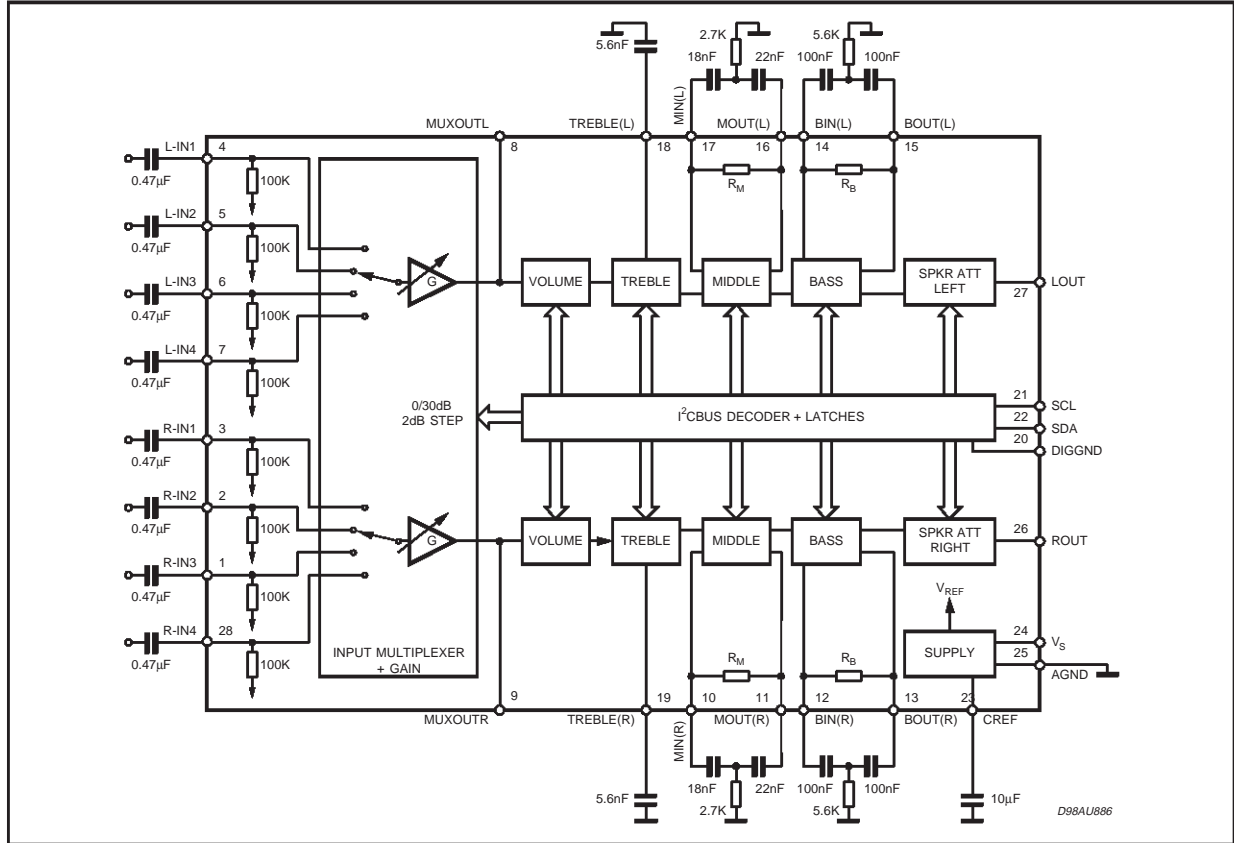 5.6nF
2.7K
18nF 22nF
5.6K
100nF 100nF
MUXOUTL
TREBLE(L)
MIN(L)
MOUT(L)
BIN(L)
BOUT(L)
8 18 17 16 14 15
L-IN1 4
0.47µF
100K
L-IN2 5
0.47µF
100K
L-IN3 6
0.47µF
100K
L-IN4 7
0.47µF
100K
G
RM
RB
VOLUME
TREBLE
MIDDLE
BASS
SPKR ATT
LEFT
27
LOUT
0/30dB
2dB STEP
I2CBUS DECODER + LATCHES
21 SCL
22 SDA
20 DIGGND
R-IN1 3
0.47µF
100K
R-IN2 2
0.47µF
100K
R-IN3 1
0.47µF
100K
R-IN4 28
0.47µF
100K
G
VOLUME
TREBLE
MIDDLE
BASS
SPKR ATT
RIGHT
26
ROUT
VREF
SUPPLY
24 VS
25 AGND
INPUT MULTIPLEXER
+ GAIN
RM
RB
9 19 10 11 12 13 23
MUXOUTR
TREBLE(R)
MIN(R)
MOUT(R)
BIN(R)
BOUT(R)
CREF
5.6nF
18nF 22nF
2.7K
100nF 100nF
5.6K
10µF
D98AU886